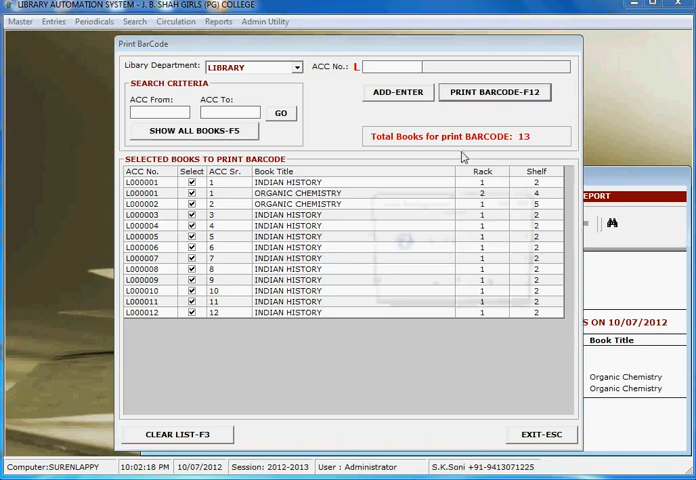 LIBRARY AUTOMATION SYSTEM - J. B. SHAH GIRLS (PG) COLLEGE
Master Entries Periodicals Search Circulation Reports Admin Utility
Print BarCode
Libary Department: LIBRARY ACC No.: L
SEARCH CRITERIA
ACC From: ACC To:
GO
SHOW ALL BOOKS-F5
ADD-ENTER PRINT BARCODE-F12
Total Books for print BARCODE: 13
SELECTED BOOKS TO PRINT BARCODE
ACC No. Select ACC Sr. Book Title Rack Shelf
L000001 1 INDIAN HISTORY 1 2
L000001 1 ORGANIC CHEMISTRY 2 4
L000002 2 ORGANIC CHEMISTRY 1 5
L000003 3 INDIAN HISTORY 1 2
L000004 4 INDIAN HISTORY 1 2
L000005 5 INDIAN HISTORY 1 2
L000006 6 INDIAN HISTORY 1 2
L000007 7 INDIAN HISTORY 1 2
L000008 8 INDIAN HISTORY 1 2
L000009 9 INDIAN HISTORY 1 2
L000010 10 INDIAN HISTORY 1 2
L000011 11 INDIAN HISTORY 1 2
L000012 12 INDIAN HISTORY 1 2
CLEAR LIST-F3 EXIT-ESC
EPORT
S ON 10/07/2012
Book Title
Organic Chemistry
Organic Chemistry
Computer:SURENLAPPY 10:02:18 PM 10/07/2012 Session: 2012-2013 User : Administrator S.K.Soni +91-9413071225